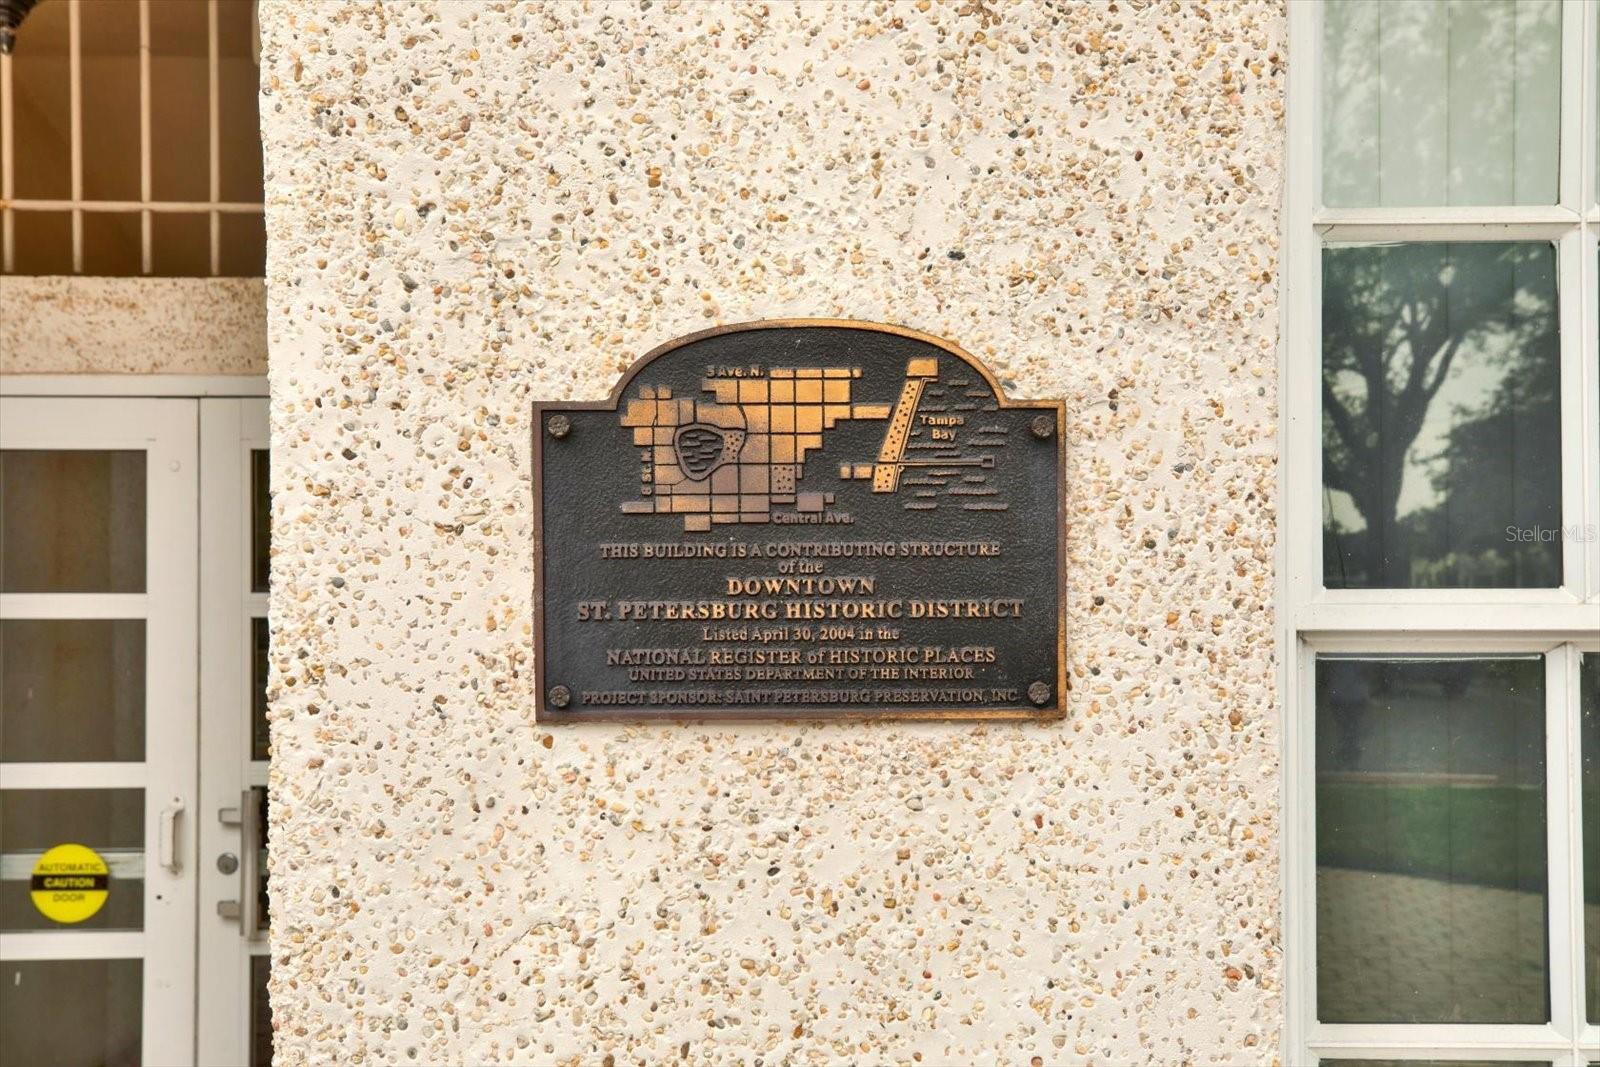 5 Ave. N.
Tampa
Bay
8 St. N.
Central Ave.
THIS BUILDING IS A CONTRIBUTING STRUCTURE
of the
DOWNTOWN
ST. PETERSBURG HISTORIC DISTRICT
Listed April 30, 2004 in the
NATIONAL REGISTER of HISTORIC PLACES
UNITED STATES DEPARTMENT OF THE INTERIOR
PROJECT SPONSOR: SAINT PETERSBURG PRESERVATION, INC.
AUTOMATIC
CAUTION
DOOR
StellarMLS